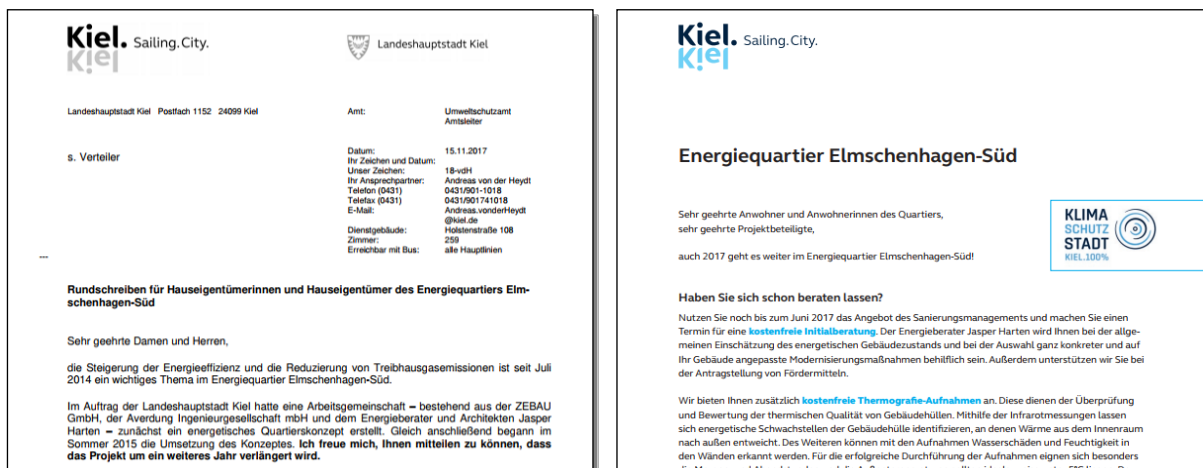 Kiel. Sailing.City.
Kiel
Landeshauptstadt Kiel
Landeshauptstadt Kiel Postfach 1152 24099 Kiel
Amt: Umweltschutzamt
Amtsleiter
s. Verteiler
Datum: 15.11.2017
Ihr Zeichen und Datum:
Unser Zeichen: 18-vdH
Ihr Ansprechpartner: Andreas von der Heydt
Telefon (0431) 0431/901-1018
Telefax (0431) 0431/901741018
E-Mail: Andreas.vonderHeydt
@kiel.de
Dienstgebäude: Holstenstraße 108
Zimmer: 259
Erreichbar mit Bus: alle Hauptlinien
---
Rundschreiben für Hauseigentümerinnen und Hauseigentümer des Energiequartiers Elm-
schenhagen-Süd
Sehr geehrte Damen und Herren,
die Steigerung der Energieeffizienz und die Reduzierung von Treibhausgasemissionen ist seit Juli
2014 ein wichtiges Thema im Energiequartier Elmschenhagen-Süd.
Im Auftrag der Landeshauptstadt Kiel hatte eine Arbeitsgemeinschaft – bestehend aus der ZEBAU
GmbH, der Averdung Ingenieurgesellschaft mbH und dem Energieberater und Architekten Jasper
Harten – zunächst ein energetisches Quartierskonzept erstellt. Gleich anschließend begann im
Sommer 2015 die Umsetzung des Konzeptes. Ich freue mich, Ihnen mitteilen zu können, dass
das Projekt um ein weiteres Jahr verlängert wird.
Kiel. Sailing.City.
Kiel
Energiequartier Elmschenhagen-Süd
Sehr geehrte Anwohner und Anwohnerinnen des Quartiers,
sehr geehrte Projektbeteiligte,
auch 2017 geht es weiter im Energiequartier Elmschenhagen-Süd!
KLIMA
SCHUTZ
STADT
KIEL.100%
Haben Sie sich schon beraten lassen?
Nutzen Sie noch bis zum Juni 2017 das Angebot des Sanierungsmanagements und machen Sie einen
Termin für eine kostenfreie Initialberatung. Der Energieberater Jasper Harten wird Ihnen bei der allge-
meinen Einschätzung des energetischen Gebäudezustands und bei der Auswahl ganz konkreter und auf
Ihr Gebäude angepasste Modernisierungsmaßnahmen behilflich sein. Außerdem unterstützen wir Sie bei
der Antragstellung von Fördermitteln.
Wir bieten Ihnen zusätzlich kostenfreie Thermografie-Aufnahmen an. Diese dienen der Überprüfung
und Bewertung der thermischen Qualität von Gebäudehüllen. Mithilfe der Infrarotmessungen lassen
sich energetische Schwachstellen der Gebäudehülle identifizieren, an denen Wärme aus dem Innenraum
nach außen entweicht. Des Weiteren können mit den Aufnahmen Wasserschäden und Feuchtigkeit in
den Wänden erkannt werden. Für die erfolgreiche Durchführung der Aufnahmen eignen sich besonders